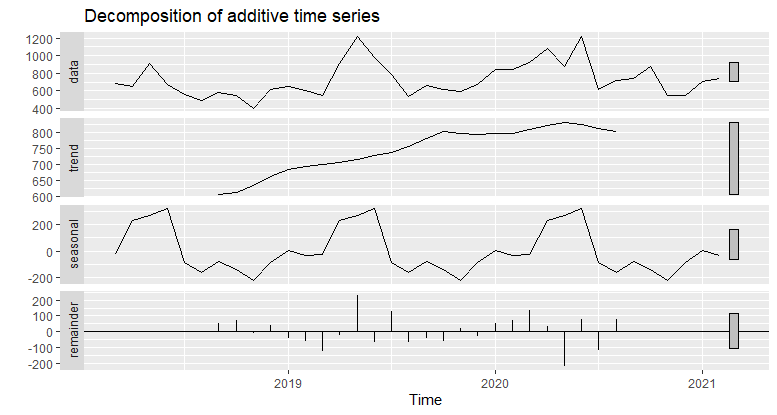 Decomposition of additive time series
1200
1000
800
600
400
data
800
750
700
650
600
trend
200
0
-200
seasonal
200
100
0
-100
-200
remainder
2019 2020 2021
Time